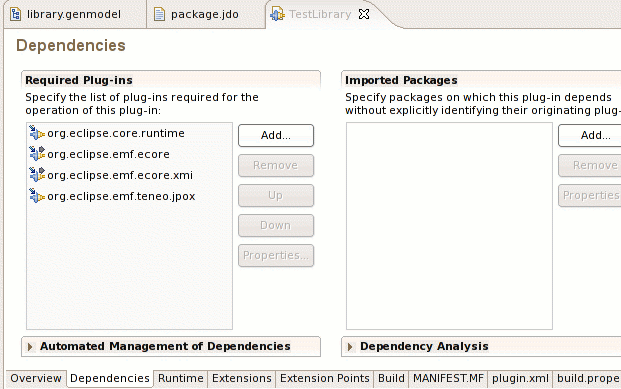 library.genmodel package.jdo TestLibrary
Dependencies
Required Plug-ins
Specify the list of plug-ins required for the
operation of this plug-in:
org.eclipse.core.runtime
org.eclipse.emf.ecore
org.eclipse.emf.ecore.xmi
org.eclipse.emf.teneo.jpox
Add...
Remove
Up
Down
Properties...
Automated Management of Dependencies
Imported Packages
Specify packages on which this plug-in depends
without explicitly identifying their originating plug-
Add...
Remove
Properties
Dependency Analysis
Overview Dependencies Runtime Extensions Extension Points Build MANIFEST.MF plugin.xml build.prope